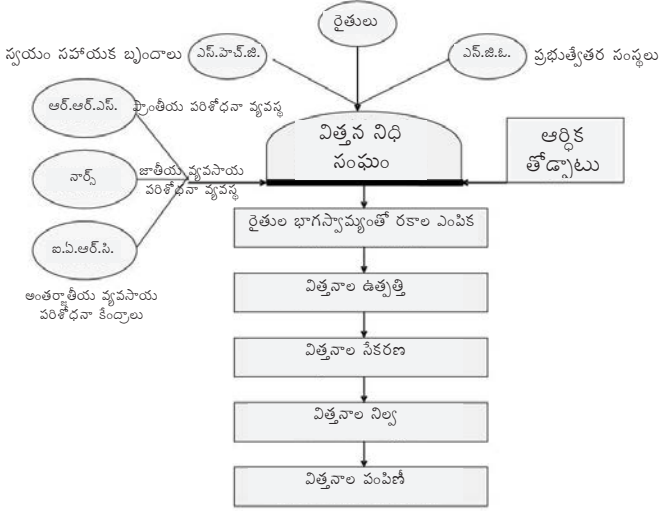 రైతులు
స్వయం సహాయక బృందాలు
ఎస్.హెచ్.జి.
ఎన్.జి.ఓ.
ప్రభుత్వేతర సంస్థలు
ఆర్.ఆర్.ఎస్.
ప్రాంతీయ పరిశోధనా వ్యవస్థ
విత్తన నిధి
సంఘం
ఆర్ధిక
తోడ్పాటు
నార్స్
జాతీయ వ్యవసాయ
పరిశోధనా వ్యవస్థ
ఐ.ఏ.ఆర్.సి.
అంతర్జాతీయ వ్యవసాయ
పరిశోధనా కేంద్రాలు
రైతుల భాగస్వామ్యంతో రకాల ఎంపిక
విత్తనాల ఉత్పత్తి
విత్తనాల సేకరణ
విత్తనాల నిల్వ
విత్తనాల పంపిణీ